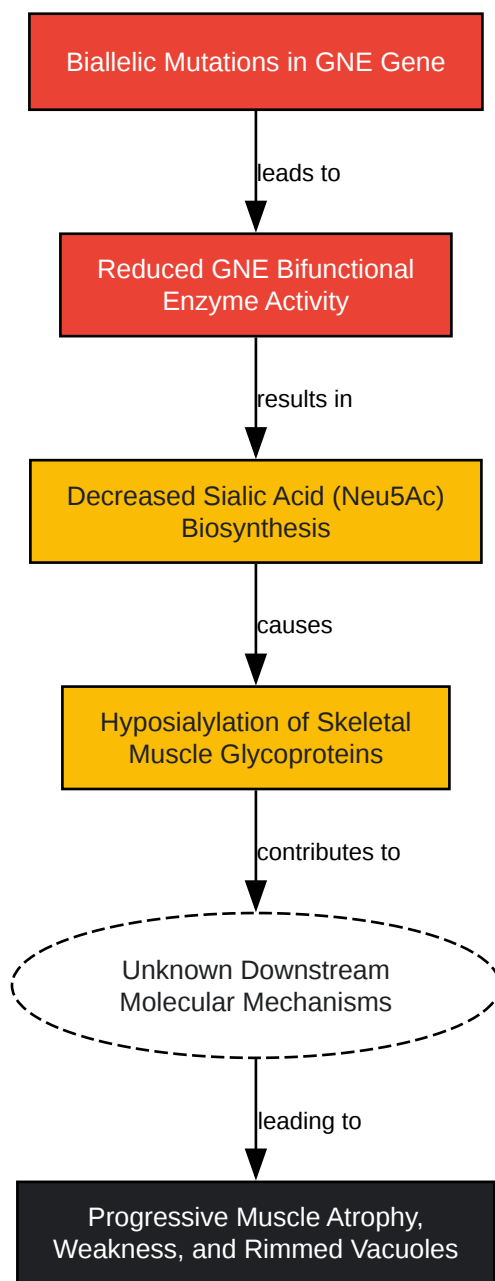 Biallelic Mutations in GNE Gene
leads to
Reduced GNE Bifunctional
Enzyme Activity
results in
Decreased Sialic Acid (Neu5Ac)
Biosynthesis
causes
Hyposialylation of Skeletal
Muscle Glycoproteins
contributes to
Unknown Downstream
Molecular Mechanisms
leading to
Progressive Muscle Atrophy,
Weakness, and Rimmed Vacuoles